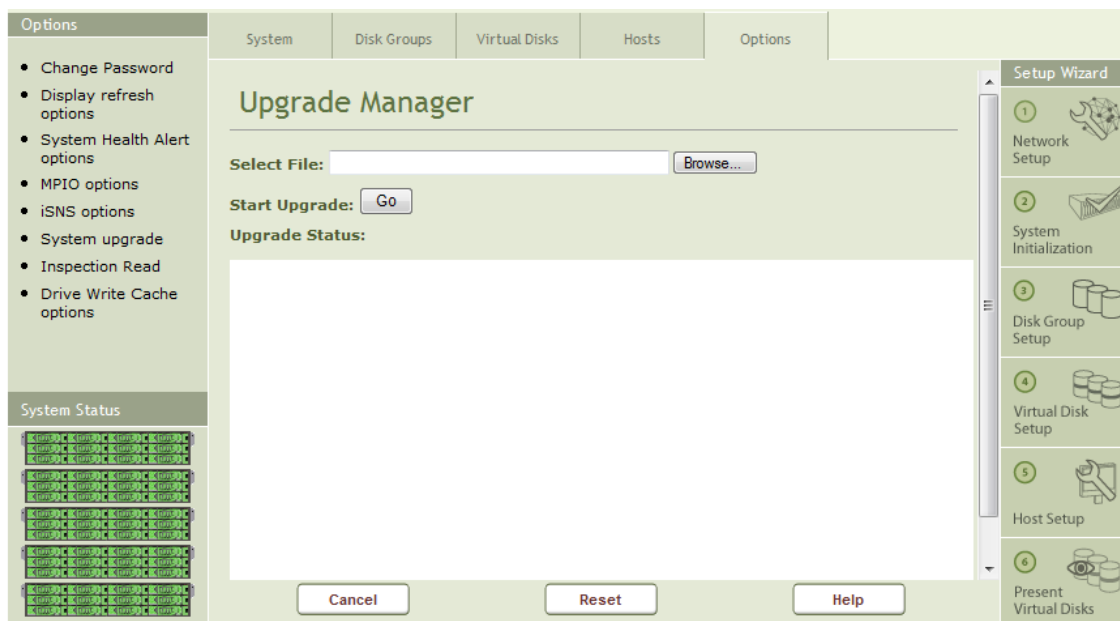 Options
• Change Password
• Display refresh
options
• System Health Alert
options
• MPIO options
• iSNS options
• System upgrade
• Inspection Read
• Drive Write Cache
options
System Status
System
Disk Groups
Virtual Disks
Hosts
Options
Upgrade Manager
Select File:
Browse...
Start Upgrade:
Go
Upgrade Status:
Cancel
Reset
Help
Setup Wizard
1
Network
Setup
2
System
Initialization
3
Disk Group
Setup
4
Virtual Disk
Setup
5
Host Setup
6
Present
Virtual Disks